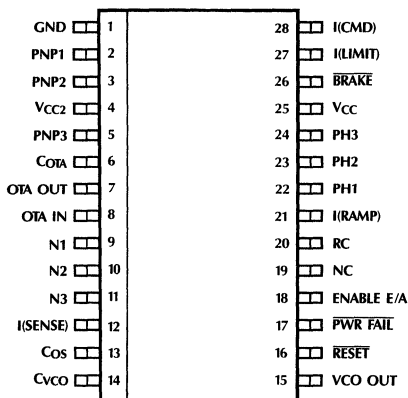 GND 1 28 I(CMD)
PNP1 2 27 I(LIMIT)
PNP2 3 26 BRAKE
VCC2 4 25 VCC
PNP3 5 24 PH3
COTA 6 23 PH2
OTA OUT 7 22 PH1
OTA IN 8 21 I(RAMP)
N1 9 20 RC
N2 10 19 NC
N3 11 18 ENABLE E/A
I(SENSE) 12 17 PWR FAIL
COS 13 16 RESET
CVCO 14 15 VCO OUT